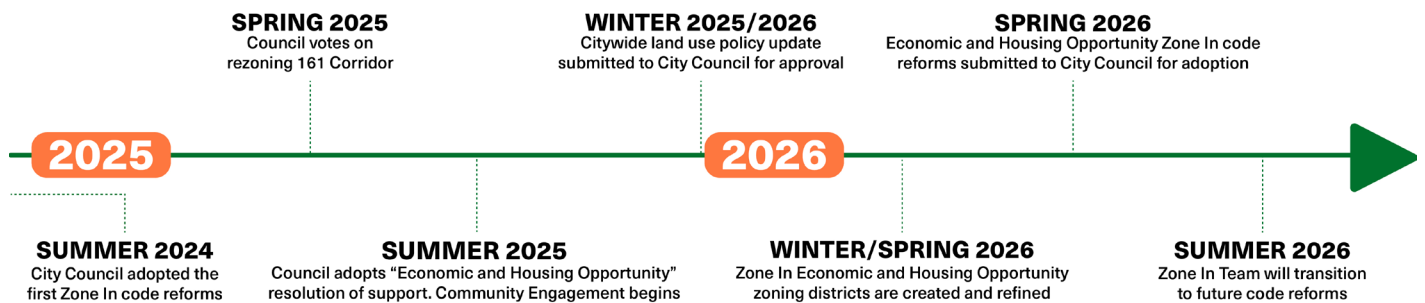 SPRING 2025
Council votes on
rezoning 161 Corridor
WINTER 2025/2026
Citywide land use policy update
submitted to City Council for approval
SPRING 2026
Economic and Housing Opportunity Zone In code
reforms submitted to City Council for adoption
2025
2026
SUMMER 2024
City Council adopted the
first Zone In code reforms
SUMMER 2025
Council adopts “Economic and Housing Opportunity”
resolution of support. Community Engagement begins
WINTER/SPRING 2026
Zone In Economic and Housing Opportunity
zoning districts are created and refined
SUMMER 2026
Zone In Team will transition
to future code reforms